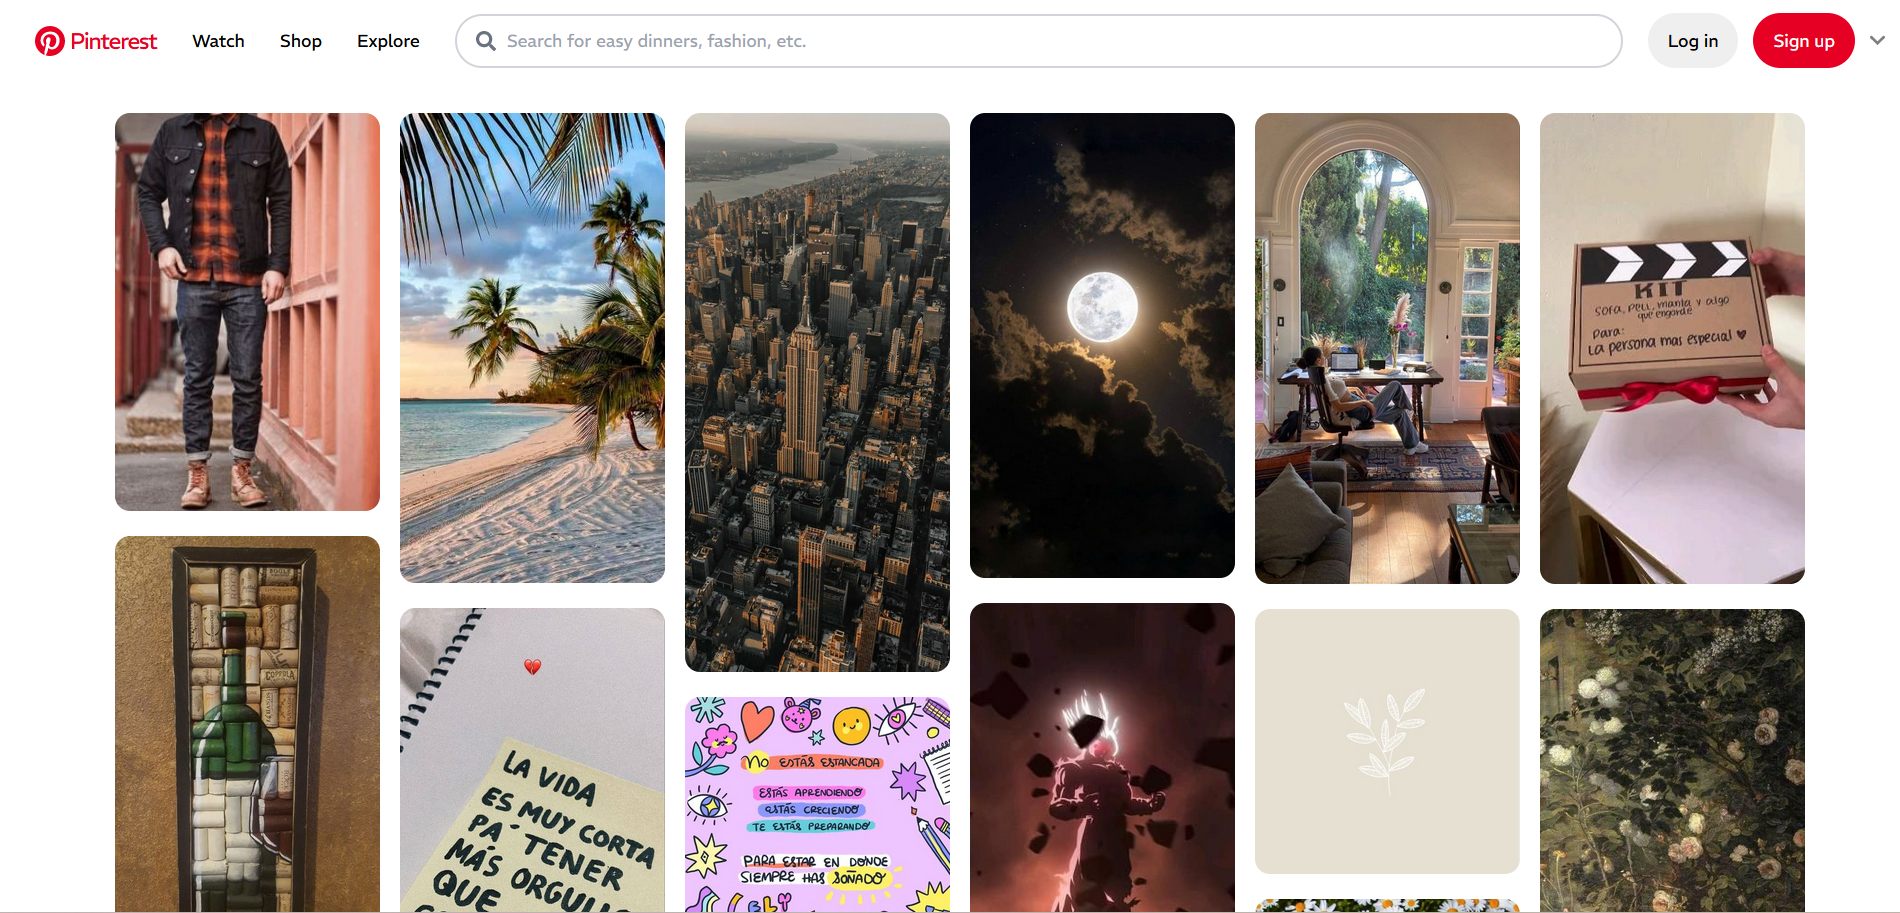 Pinterest
Watch
Shop
Explore
Search for easy dinners, fashion, etc.
Log in
Sign up
KIT
SOFA, PELI, manta y algo
que engorde
Para:
La persona mas especial
COPPOLA
LA VIDA
ES MUY CORTA
PA´ TENER
MÁS
QUE
No ESTÁS ESTANCADA
ESTÁS APRENDIENDO
ESTÁS CRECIENDO
TE ESTÁS PREPARANDO
PARA ESTAR EN DONDE
SIEMPRE HAS SOÑADO